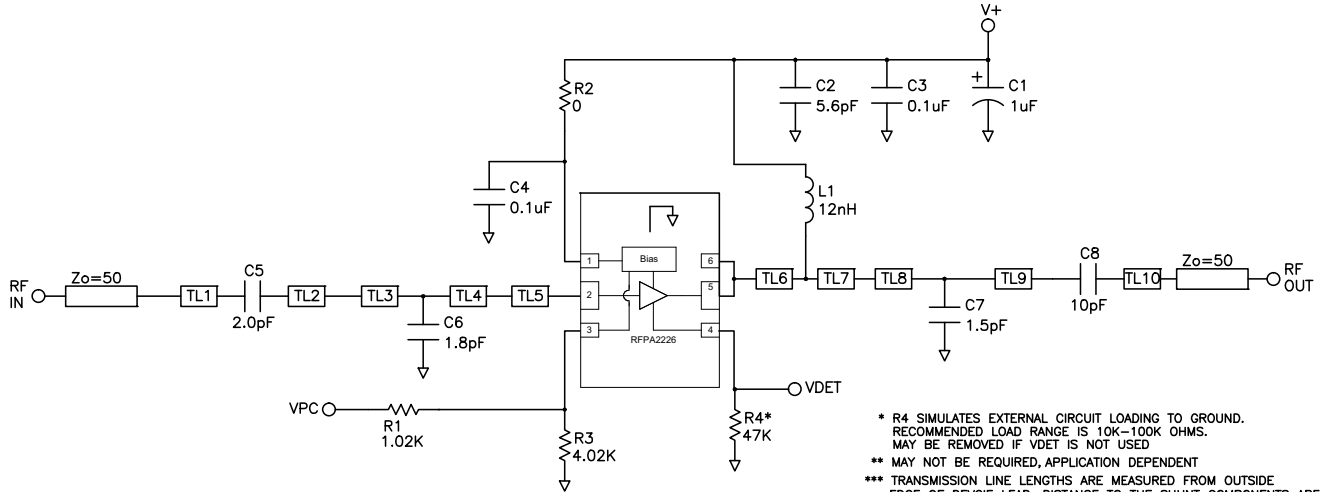 V+
R2
0
C2
5.6pF
C3
0.1uF
+
C1
1uF
C4
0.1uF
L1
12nH
RF
IN
Zo=50
TL1
C5
2.0pF
TL2
TL3
C6
1.8pF
TL4
TL5
1
2
3
Bias
RFPA2226
6
5
4
TL6
TL7
TL8
C7
1.5pF
TL9
C8
10pF
TL10
Zo=50
RF
OUT
VPC
R1
1.02K
R3
4.02K
VDET
R4*
47K
* R4 SIMULATES EXTERNAL CIRCUIT LOADING TO GROUND.
RECOMMENDED LOAD RANGE IS 10K-100K OHMS.
MAY BE REMOVED IF VDET IS NOT USED
** MAY NOT BE REQUIRED, APPLICATION DEPENDENT
*** TRANSMISSION LINE LENGTHS ARE MEASURED FROM OUTSIDE